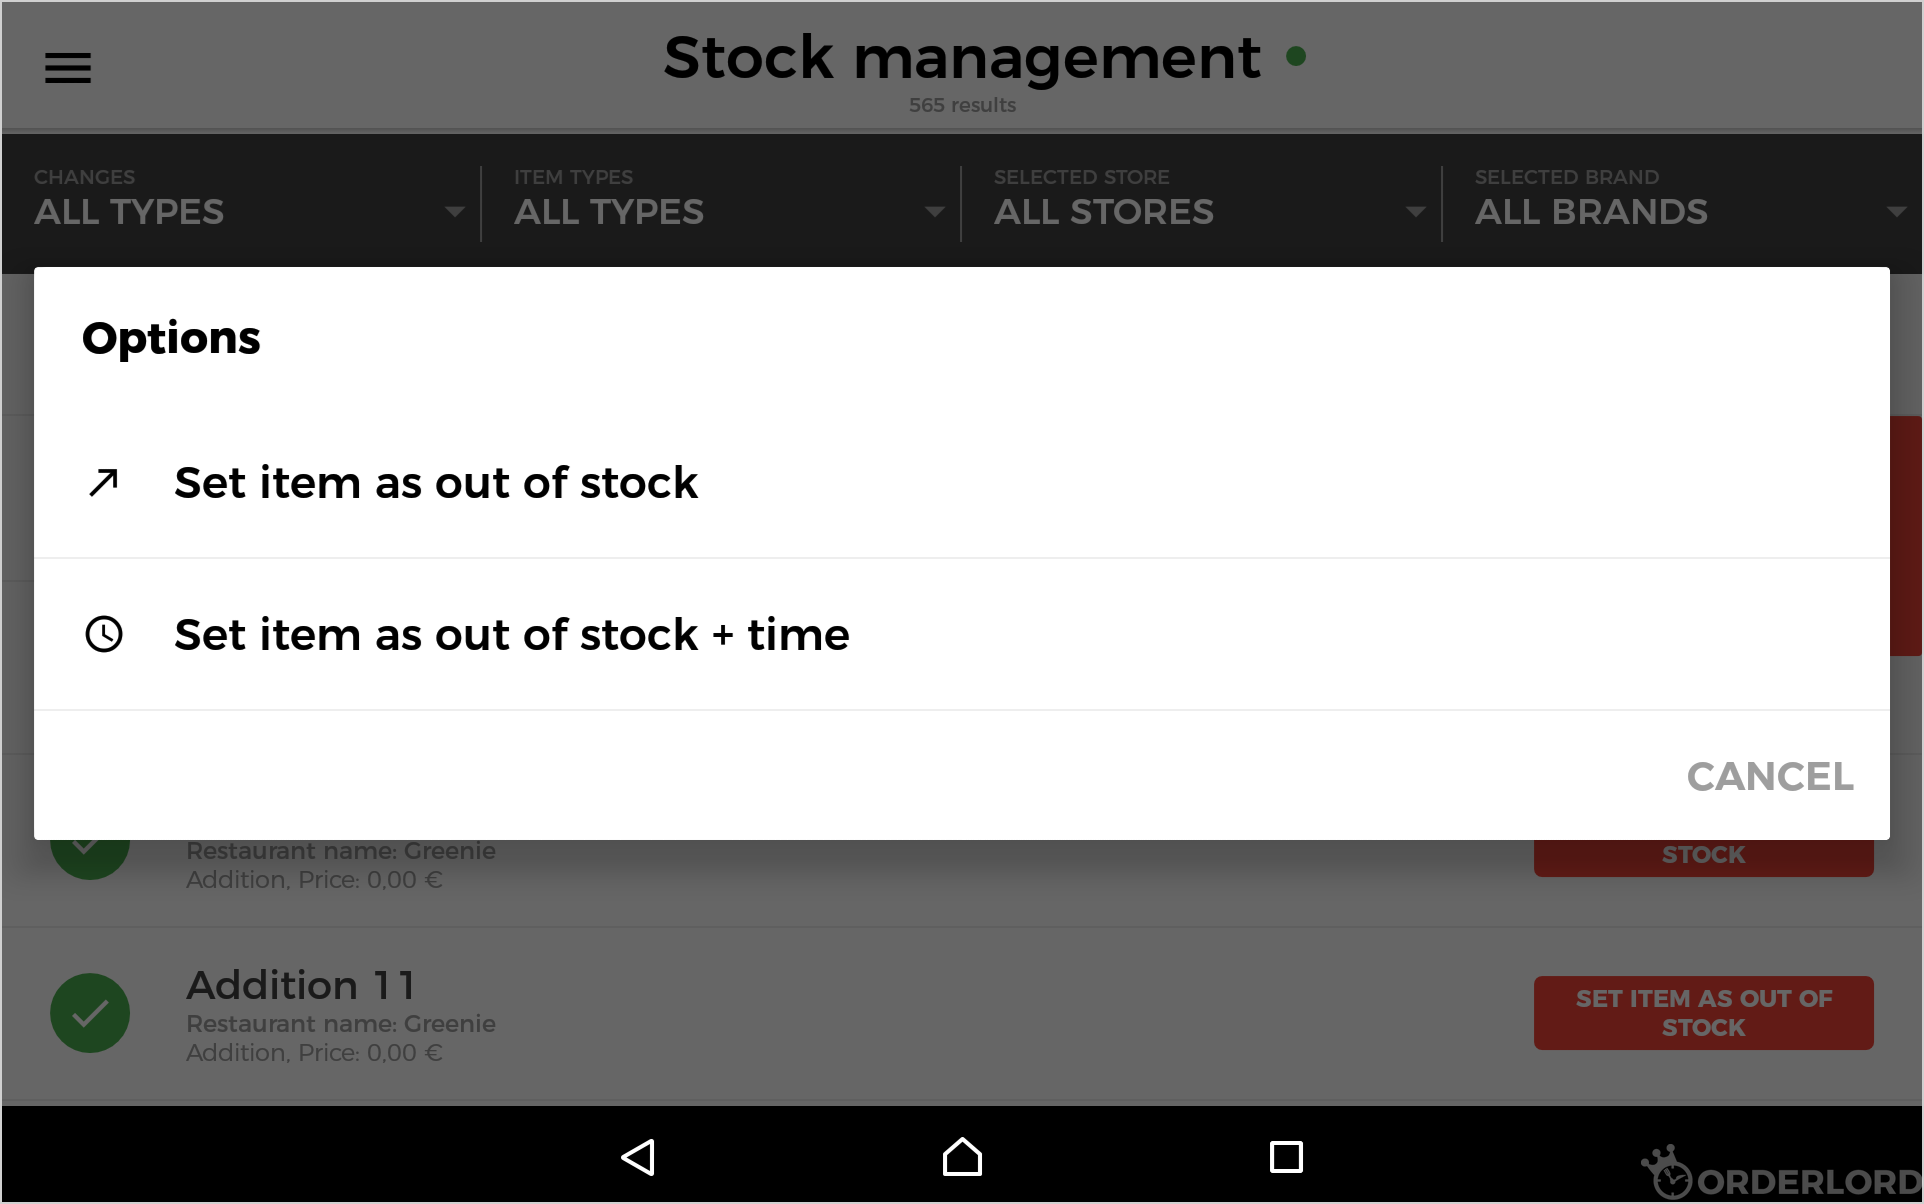 Stock management
565 results
CHANGES
ALL TYPES
ITEM TYPES
ALL TYPES
SELECTED STORE
ALL STORES
SELECTED BRAND
ALL BRANDS
Options
Set item as out of stock
Set item as out of stock + time
CANCEL
Restaurant name: Greenie
Addition, Price: 0,00 €
STOCK
Addition 11
Restaurant name: Greenie
Addition, Price: 0,00 €
SET ITEM AS OUT OF
STOCK
ORDERLORD